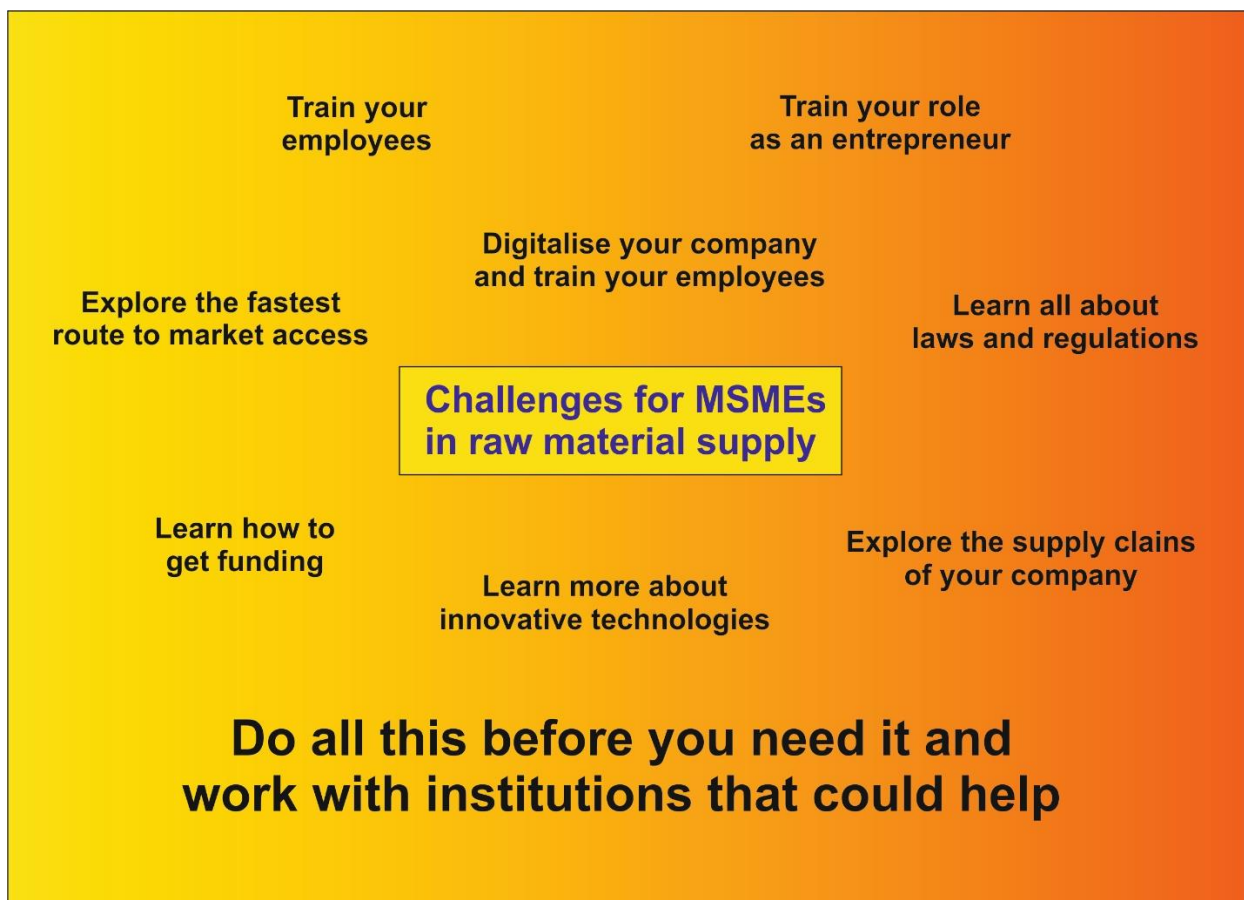 Train your
employees
Train your role
as an entrepreneur
Digitalise your company
and train your employees
Explore the fastest
route to market access
Learn all about
laws and regulations
Challenges for MSMEs
in raw material supply
Learn how to
get funding
Explore the supply clains
of your company
Learn more about
innovative technologies
Do all this before you need it and
work with institutions that could help